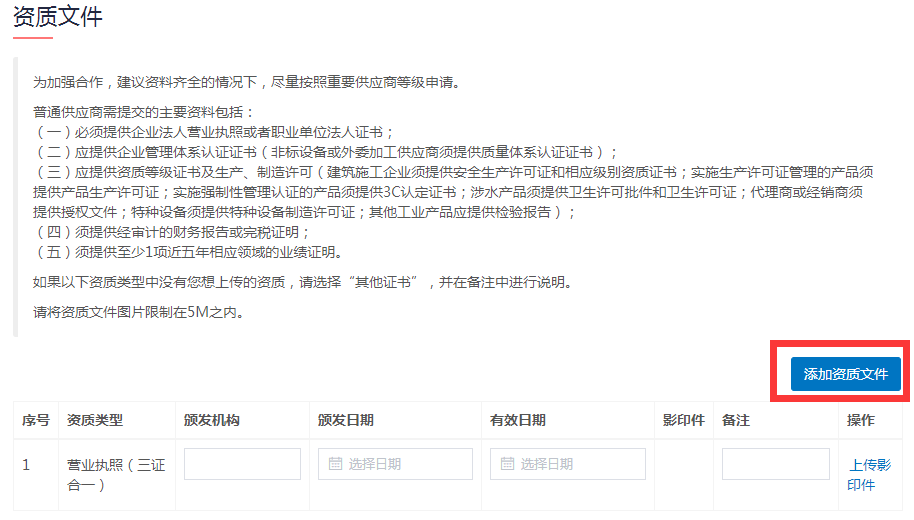 资质文件
为加强合作，建议资料齐全的情况下，尽量按照重要供应商等级申请。
普通供应商需提交的主要资料包括：
（一）必须提供企业法人营业执照或者职业单位法人证书；
（二）应提供企业管理体系认证证书（非标设备或外委加工供应商须提供质量体系认证证书）；
（三）应提供资质等级证书及生产、制造许可（建筑施工企业须提供安全生产许可证和相应级别资质证书；实施生产许可证管理的产品须
提供产品生产许可证；实施强制性管理认证的产品须提供3C认定证书；涉水产品须提供卫生许可批件和卫生许可证；代理商或经销商须
提供授权文件；特种设备须提供特种设备制造许可证；其他工业产品应提供检验报告）；
（四）须提供经审计的财务报告或完税证明；
（五）须提供至少1项近五年相应领域的业绩证明。
如果以下资质类型中没有您想上传的资质，请选择“其他证书”，并在备注中进行说明。
请将资质文件图片限制在5M之内。
添加资质文件
序号 资质类型 颁发机构 颁发日期 有效日期 影印件 备注 操作
1 营业执照（三证 选择日期 选择日期 上传影
合一） 印件